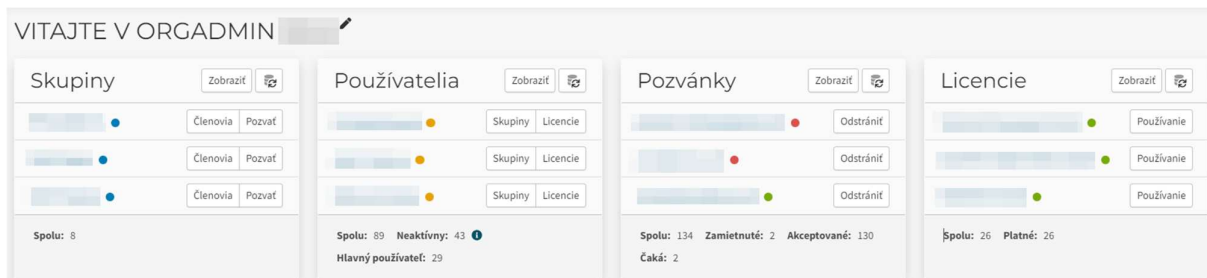 VITAJTE V ORGADMIN
Skupiny Zobraziť
Členovia Pozvať
Členovia Pozvať
Členovia Pozvať
Spolu: 8
Používatelia Zobraziť
Skupiny Licencie
Skupiny Licencie
Skupiny Licencie
Spolu: 89 Neaktívny: 43
Hlavný používateľ: 29
Pozvánky Zobraziť
Odstrániť
Odstrániť
Odstrániť
Spolu: 134 Zamietnuté: 2 Akceptované: 130
Čaká: 2
Licencie Zobraziť
Používanie
Používanie
Používanie
Spolu: 26 Platné: 26